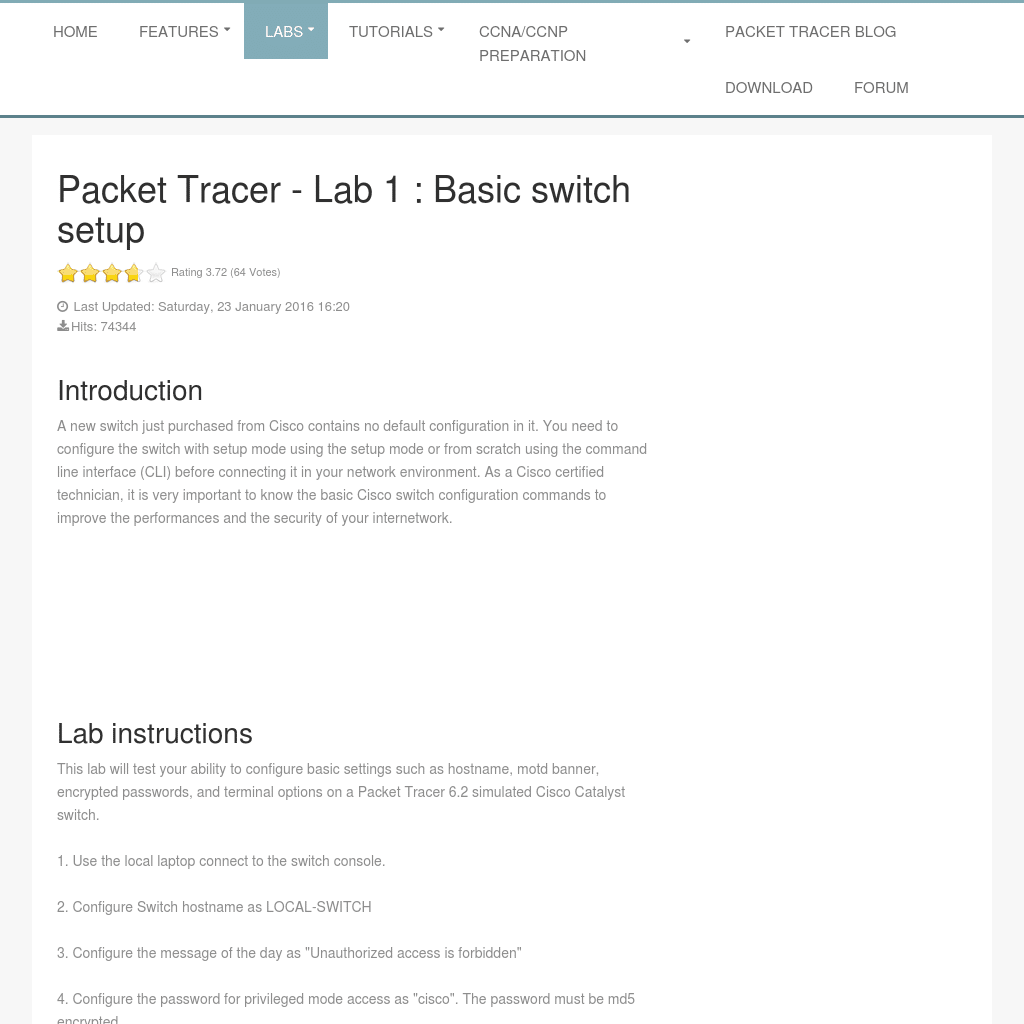 HOME
FEATURES
LABS
TUTORIALS
CCNA/CCNP
PREPARATION
PACKET TRACER BLOG
DOWNLOAD
FORUM
Packet Tracer - Lab 1 : Basic switch
setup
Rating 3.72 (64 Votes)
Last Updated: Saturday, 23 January 2016 16:20
Hits: 74344
Introduction
A new switch just purchased from Cisco contains no default configuration in it. You need to
configure the switch with setup mode using the setup mode or from scratch using the command
line interface (CLI) before connecting it in your network environment. As a Cisco certified
technician, it is very important to know the basic Cisco switch configuration commands to
improve the performances and the security of your internetwork.
Lab instructions
This lab will test your ability to configure basic settings such as hostname, motd banner,
encrypted passwords, and terminal options on a Packet Tracer 6.2 simulated Cisco Catalyst
switch.
1. Use the local laptop connect to the switch console.
2. Configure Switch hostname as LOCAL-SWITCH
3. Configure the message of the day as "Unauthorized access is forbidden"
4. Configure the password for privileged mode access as "cisco". The password must be md5
encrypted